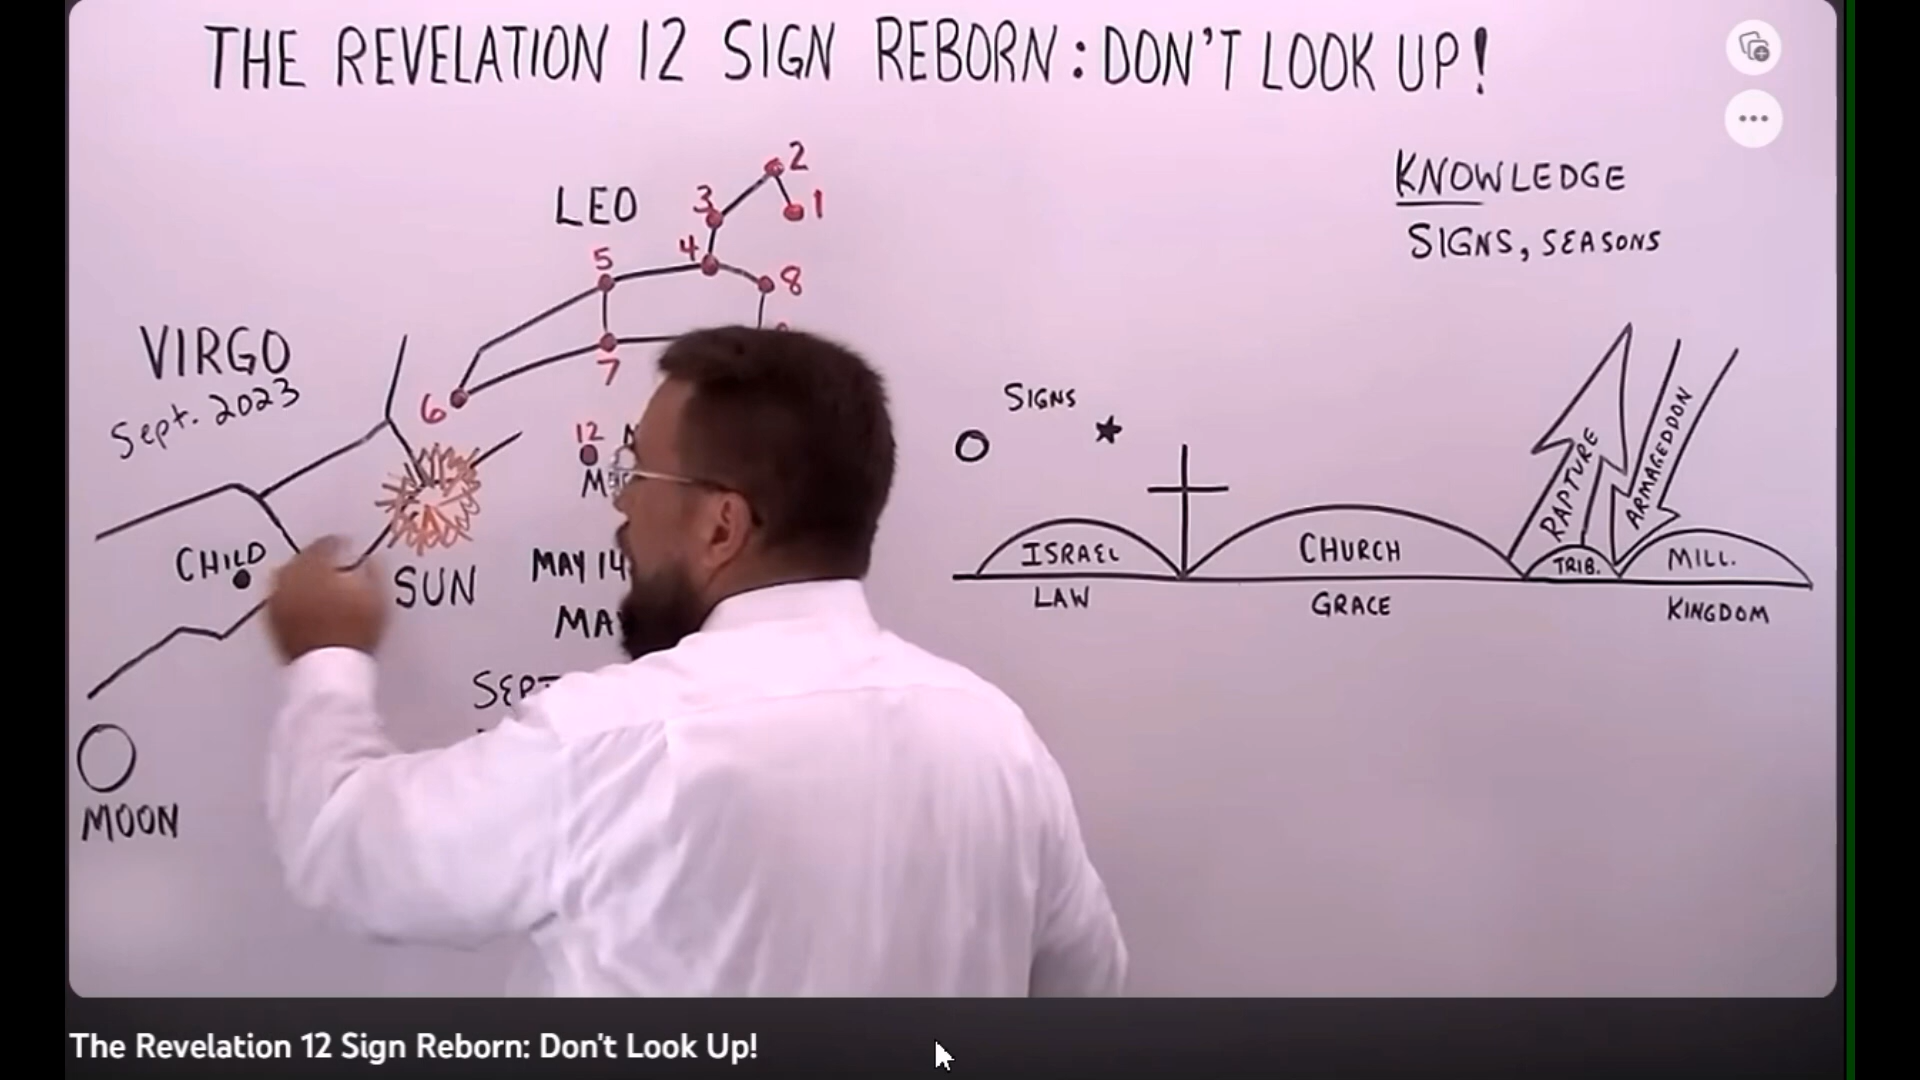 THE REVELATION 12 SIGN REBORN: DON'T LOOK UP!
KNOWLEDGE
SIGNS, SEASONS
LEO
2
3
1
4
5
8
7
6
12
VIRGO
Sept. 2023
CHILD
SUN
MOON
MAY 14
SIGNS
RAPTURE
ARMAGEDDON
ISRAEL
CHURCH
TRIB.
MILL.
LAW
GRACE
KINGDOM
The Revelation 12 Sign Reborn: Don't Look Up!